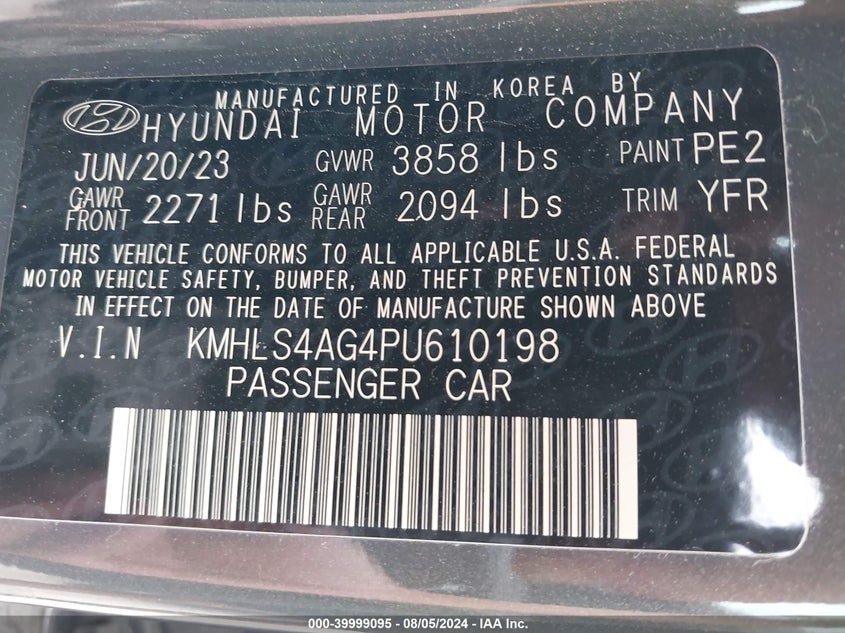 MANUFACTURED IN KOREA BY
HYUNDAI MOTOR COMPANY
JUN/20/23 GVWR 3858 lbs PAINT PE2
GAWR FRONT 2271 lbs GAWR REAR 2094 lbs TRIM YFR
THIS VEHICLE CONFORMS TO ALL APPLICABLE U.S.A. FEDERAL
MOTOR VEHICLE SAFETY, BUMPER, AND THEFT PREVENTION STANDARDS
IN EFFECT ON THE DATE OF MANUFACTURE SHOWN ABOVE
V.I.N KMHLS4AG4PU610198
PASSENGER CAR
000-39999095 - 08/05/2024 - IAA Inc.